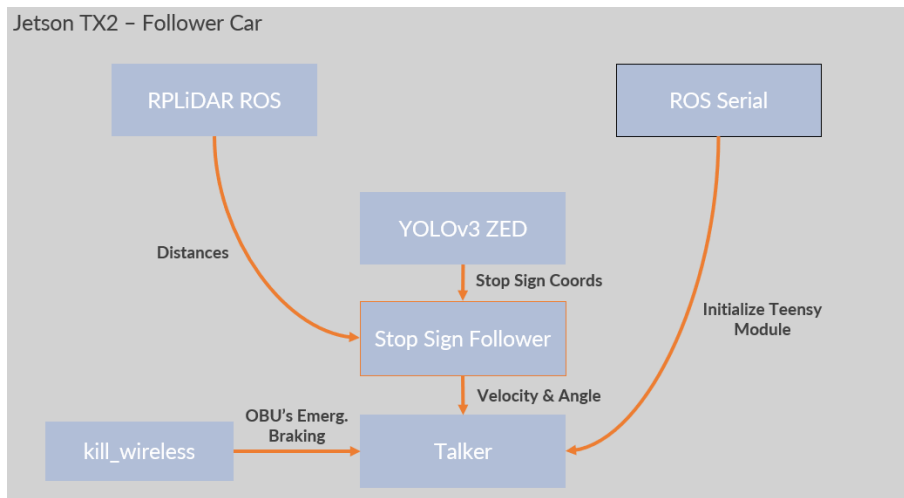 Jetson TX2 – Follower Car
RPLiDAR ROS
ROS Serial
YOLOv3 ZED
Distances
Stop Sign Coords
Initialize Teensy
Module
Stop Sign Follower
Velocity & Angle
OBU's Emerg.
Braking
kill_wireless
Talker